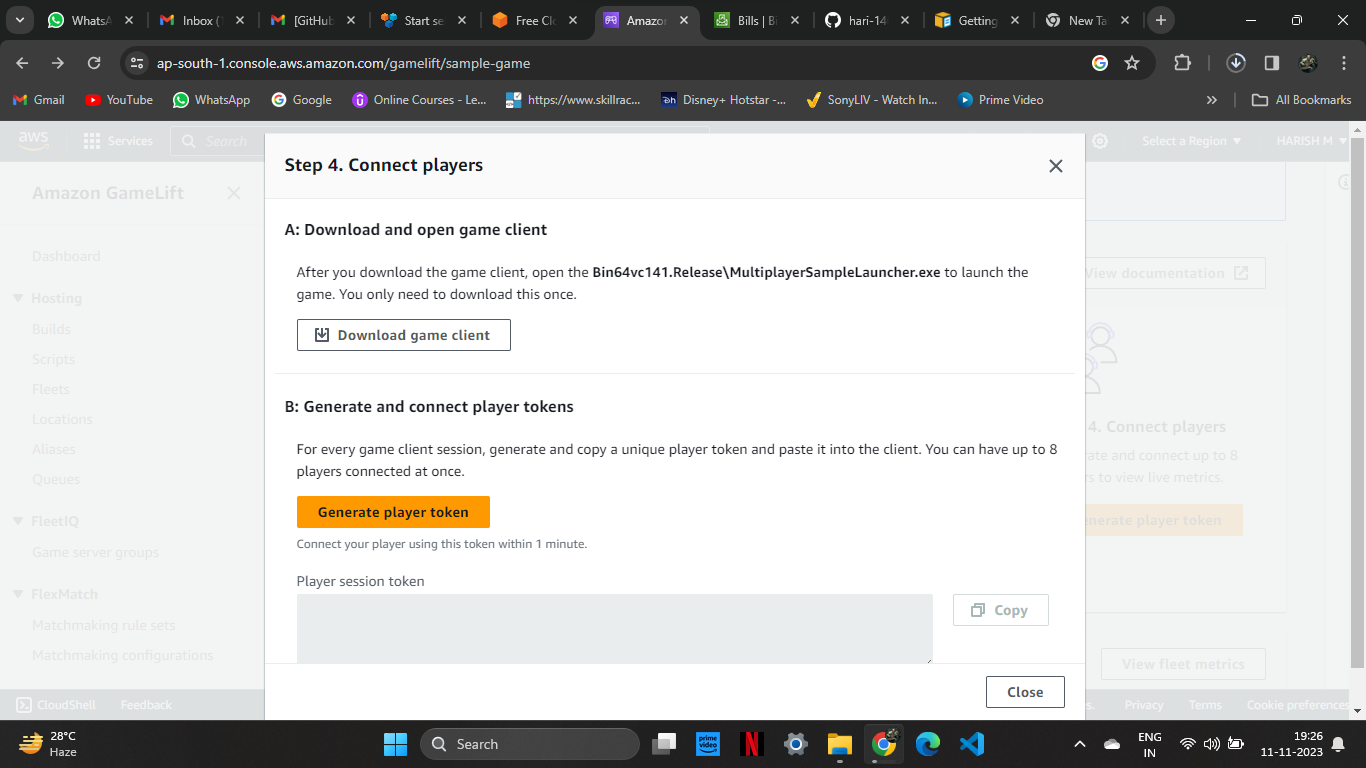 WhatsA
Inbox (
[GitHub
Start se
Free Clo
Amazon
Bills | Bi
hari-14
Getting
New Ta
ap-south-1.console.aws.amazon.com/gamelift/sample-game
Gmail
YouTube
WhatsApp
Google
Online Courses - Le...
https://www.skillrac...
Disney+ Hotstar -...
SonyLIV - Watch In...
Prime Video
»
All Bookmarks
aws
Services
Search
Select a Region
HARISH M
Amazon GameLift
Dashboard
Hosting
Builds
Scripts
Fleets
Locations
Aliases
Queues
FleetIQ
Game server groups
FlexMatch
Matchmaking rule sets
Matchmaking configurations
Step 4. Connect players
A: Download and open game client
After you download the game client, open the Bin64vc141.Release\MultiplayerSampleLauncher.exe to launch the
game. You only need to download this once.
Download game client
B: Generate and connect player tokens
For every game client session, generate and copy a unique player token and paste it into the client. You can have up to 8
players connected at once.
Generate player token
Connect your player using this token within 1 minute.
Player session token
Copy
Close
View documentation
4. Connect players
ate and connect up to 8
rs to view live metrics.
enerate player token
View fleet metrics
CloudShell
Feedback
s.
Privacy
Terms
Cookie preferences
28°C
Haze
Search
prime video
N
ENG
IN
19:26
11-11-2023